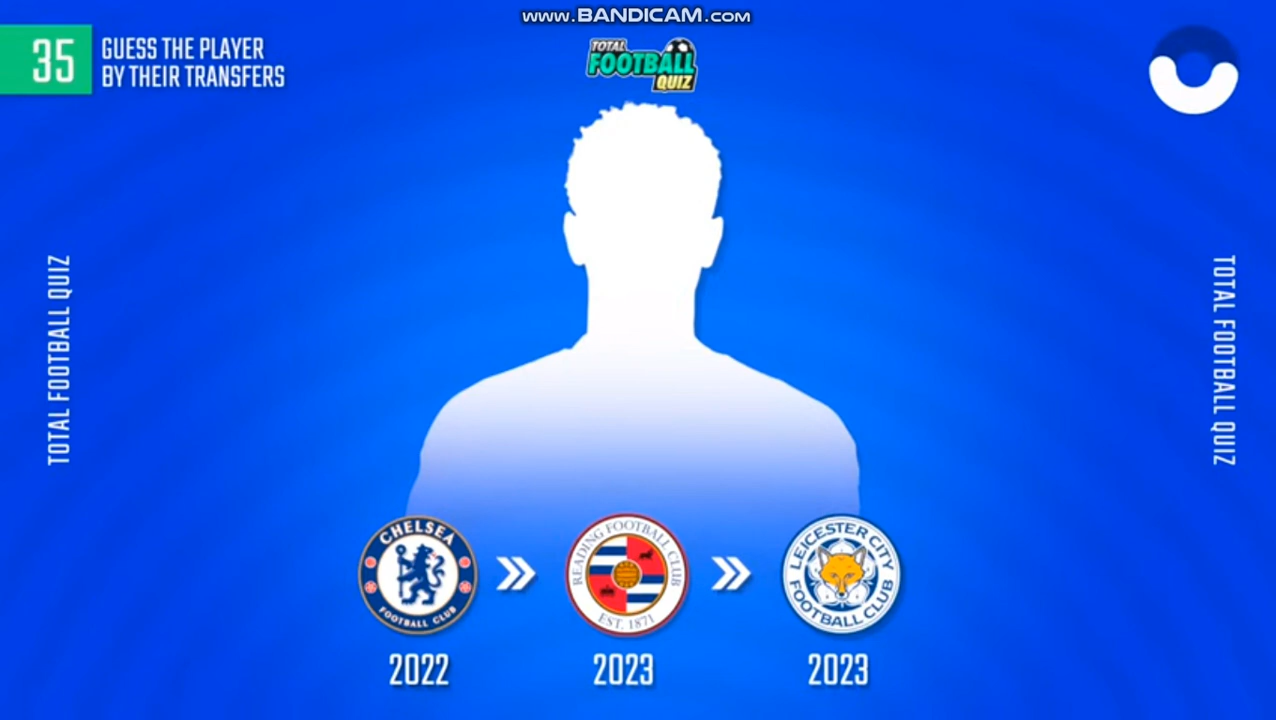 www.BANDICAM.com
35
GUESS THE PLAYER
BY THEIR TRANSFERS
TOTAL
FOOTBALL
QUIZ
TOTAL FOOTBALL QUIZ
TOTAL FOOTBALL QUIZ
CHELSEA
FOOTBALL CLUB
READING FOOTBALL CLUB
EST. 1871
LEICESTER CITY
FOOTBALL CLUB
2022
2023
2023